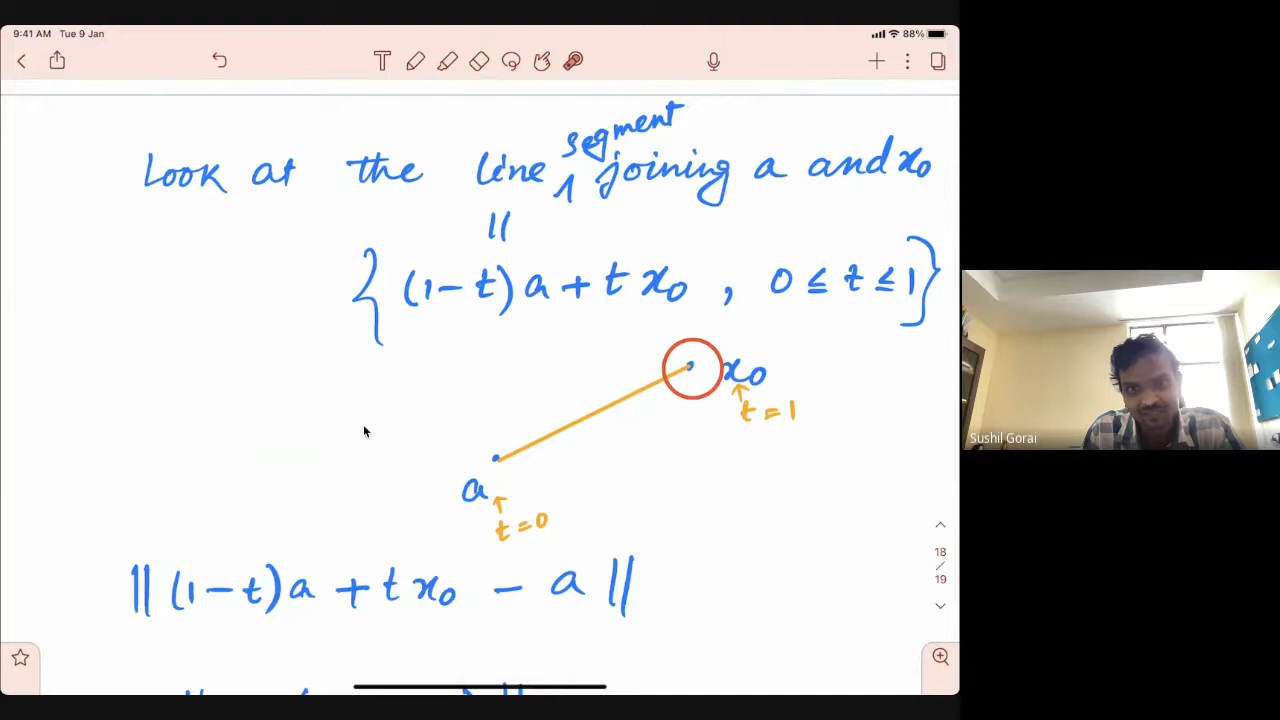 9:41 AM Tue 9 Jan
88%
T
segment
Look at the line ∧ joining a and x₀
||
{ (1-t)a + t x₀ , 0 ≤ t ≤ 1 }
x₀
t = 1
a
t = 0
18
/
19
|| (1-t)a + t x₀ - a ||
Sushil Gorai